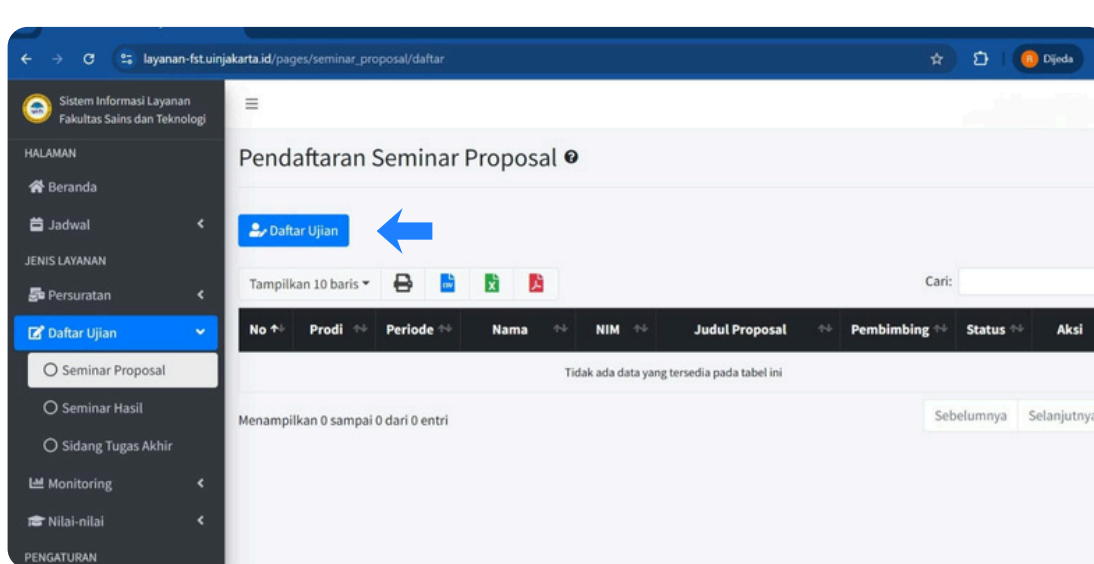 layanan-fst.uinjakarta.id/pages/seminar_proposal/daftar
R Dijeda
Sistem Informasi Layanan
Fakultas Sains dan Teknologi
HALAMAN
Beranda
Jadwal
JENIS LAYANAN
Persuratan
Daftar Ujian
Seminar Proposal
Seminar Hasil
Sidang Tugas Akhir
Monitoring
Nilai-nilai
PENGATURAN
Pendaftaran Seminar Proposal
Daftar Ujian
Tampilkan 10 baris
Cari:
No Prodi Periode Nama NIM Judul Proposal Pembimbing Status Aksi
Tidak ada data yang tersedia pada tabel ini
Menampilkan 0 sampai 0 dari 0 entri
Sebelumnya Selanjutnya